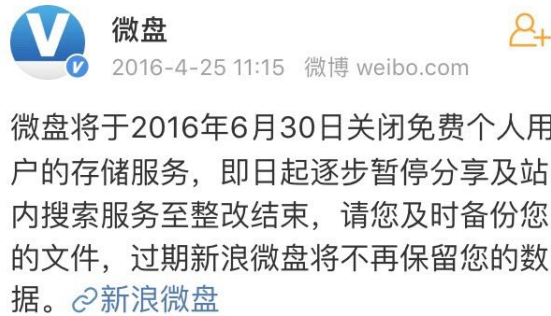 微盘
2016-4-25 11:15 微博 weibo.com
微盘将于2016年6月30日关闭免费个人用
户的存储服务，即日起逐步暂停分享及站
内搜索服务至整改结束，请您及时备份您
的文件，过期新浪微盘将不再保留您的数
据。新浪微盘